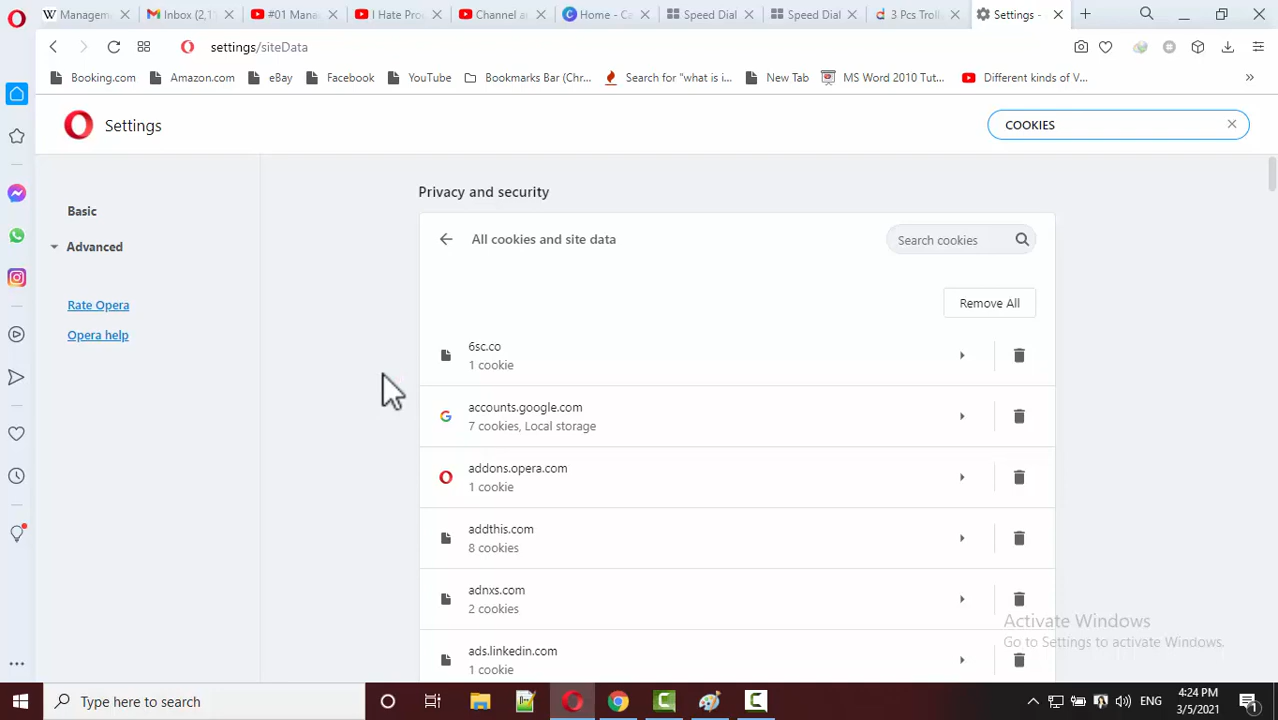 Managem
Inbox (2,1
#01 Mana
I Hate Pros
Channel a
Home - Ca
Speed Dial
Speed Dial
3 Pcs Troll
Settings -
settings/siteData
Booking.com
Amazon.com
eBay
Facebook
YouTube
Bookmarks Bar (Chr...
Search for "what is i...
New Tab
MS Word 2010 Tut...
Different kinds of V...
»
Settings
COOKIES
Basic
Advanced
Rate Opera
Opera help
Privacy and security
All cookies and site data
Search cookies
Remove All
6sc.co
1 cookie
accounts.google.com
7 cookies, Local storage
addons.opera.com
1 cookie
addthis.com
8 cookies
adnxs.com
2 cookies
ads.linkedin.com
1 cookie
Activate Windows
Go to Settings to activate Windows.
Type here to search
ENG
4:24 PM
3/5/2021
1